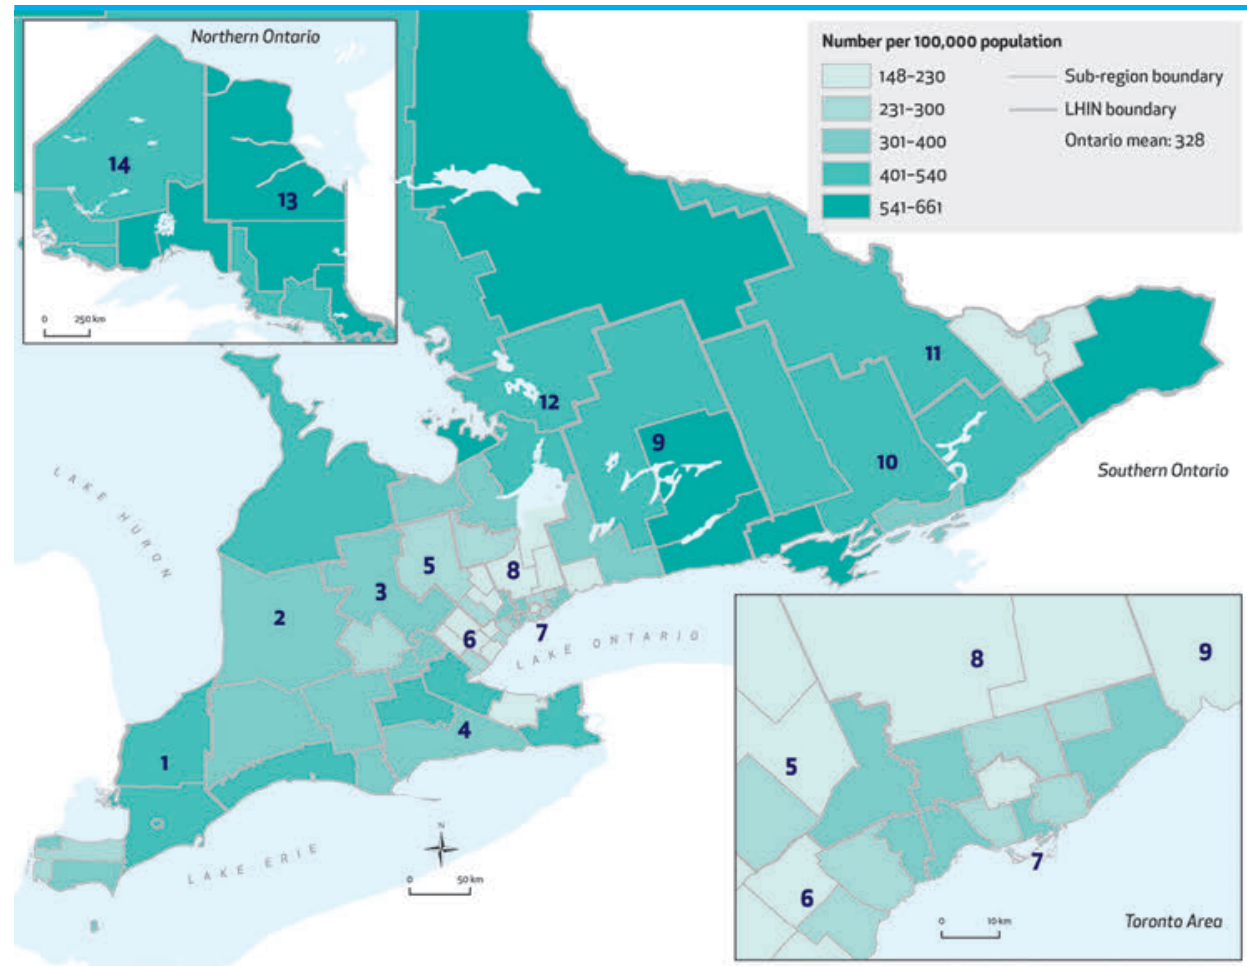 Northern Ontario
14
13
0 250 km
Number per 100,000 population
148–230
231–300
301–400
401–540
541–661
Sub-region boundary
LHIN boundary
Ontario mean: 328
11
12
9
10
Southern Ontario
LAKE HURON
5
8
3
2
6
7
LAKE ONTARIO
4
1
N
LAKE ERIE
0 50 km
8
9
5
7
6
0 10 km
Toronto Area